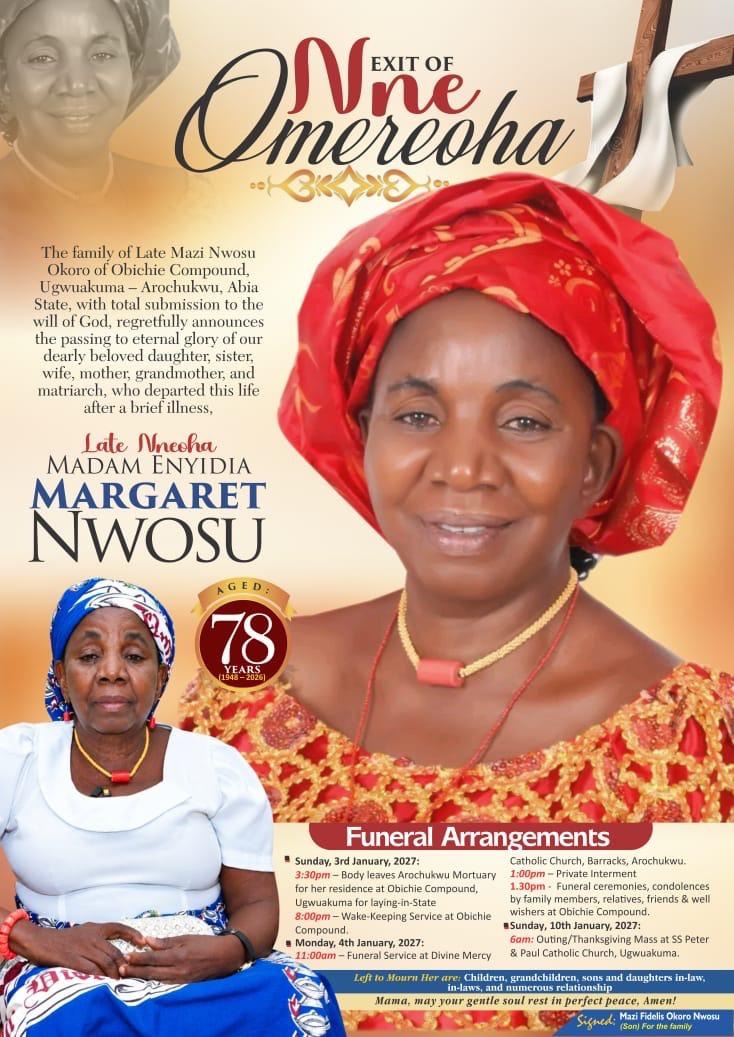 EXIT OF
Nne
Omereoha
The family of Late Mazi Nwosu
Okoro of Obichie Compound,
Ugwuakuma – Arochukwu, Abia
State, with total submission to the
will of God, regretfully announces
the passing to eternal glory of our
dearly beloved daughter, sister,
wife, mother, grandmother, and
matriarch, who departed this life
after a brief illness,
Late Nneoha
MADAM ENYIDIA
MARGARET
NWOSU
AGED:
78
YEARS
(1948 – 2026)
Funeral Arrangements
Sunday, 3rd January, 2027:
3:30pm – Body leaves Arochukwu Mortuary
for her residence at Obichie Compound,
Ugwuakuma for laying-in-State
8:00pm – Wake-Keeping Service at Obichie
Compound.
Monday, 4th January, 2027:
11:00am – Funeral Service at Divine Mercy
Catholic Church, Barracks, Arochukwu.
1:00pm – Private Interment
1.30pm - Funeral ceremonies, condolences
by family members, relatives, friends & well
wishers at Obichie Compound.
Sunday, 10th January, 2027:
6am: Outing/Thanksgiving Mass at SS Peter
& Paul Catholic Church, Ugwuakuma.
Left to Mourn Her are: Children, grandchildren, sons and daughters in-law,
in-laws, and numerous relationship
Mama, may your gentle soul rest in perfect peace, Amen!
Signed: Mazi Fidelis Okoro Nwosu
(Son) For the family